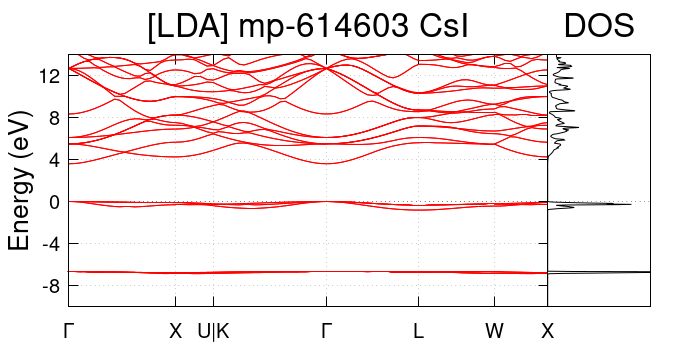 [LDA] mp-614603 CsI
DOS
Energy (eV)
12
8
4
0
-4
-8
Γ X U|K Γ L W X